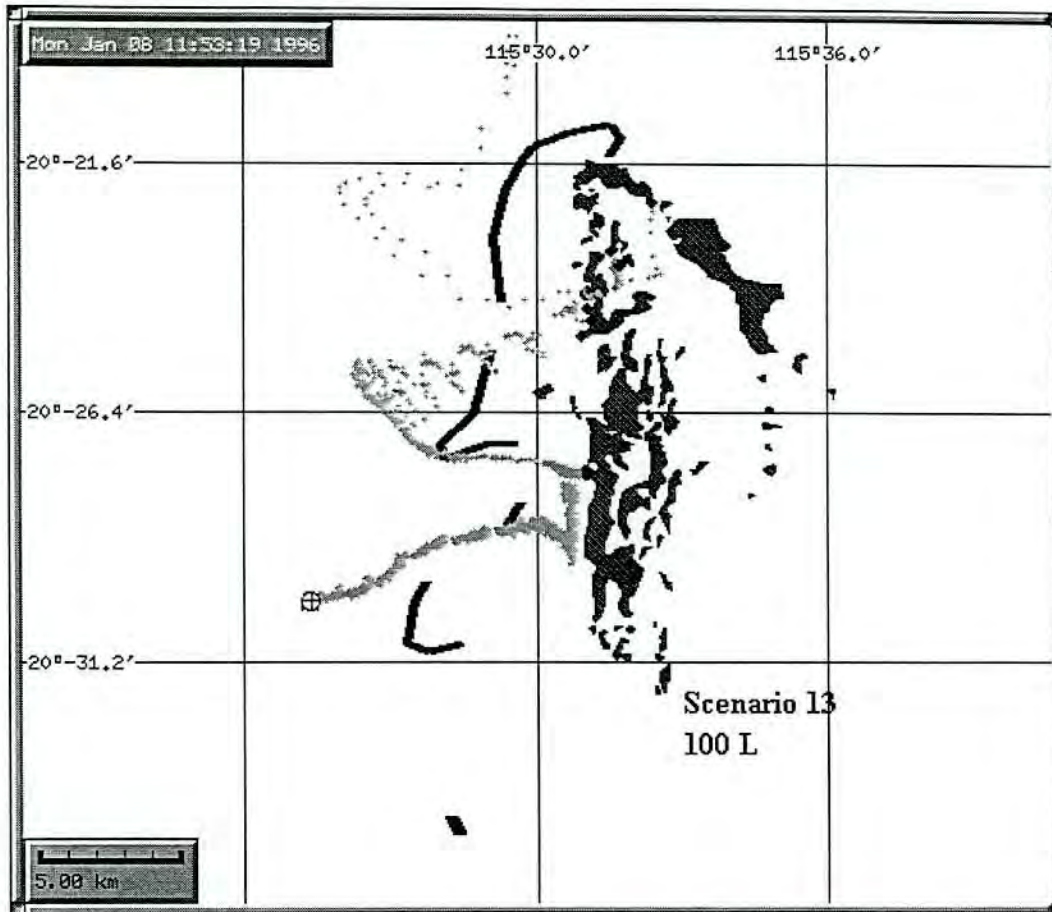 Mon Jan 08 11:53:19 1996
115°30.0′
115°36.0′
20°-21.6′
20°-26.4′
20°-31.2′
Scenario 13
100 L
5.00 km